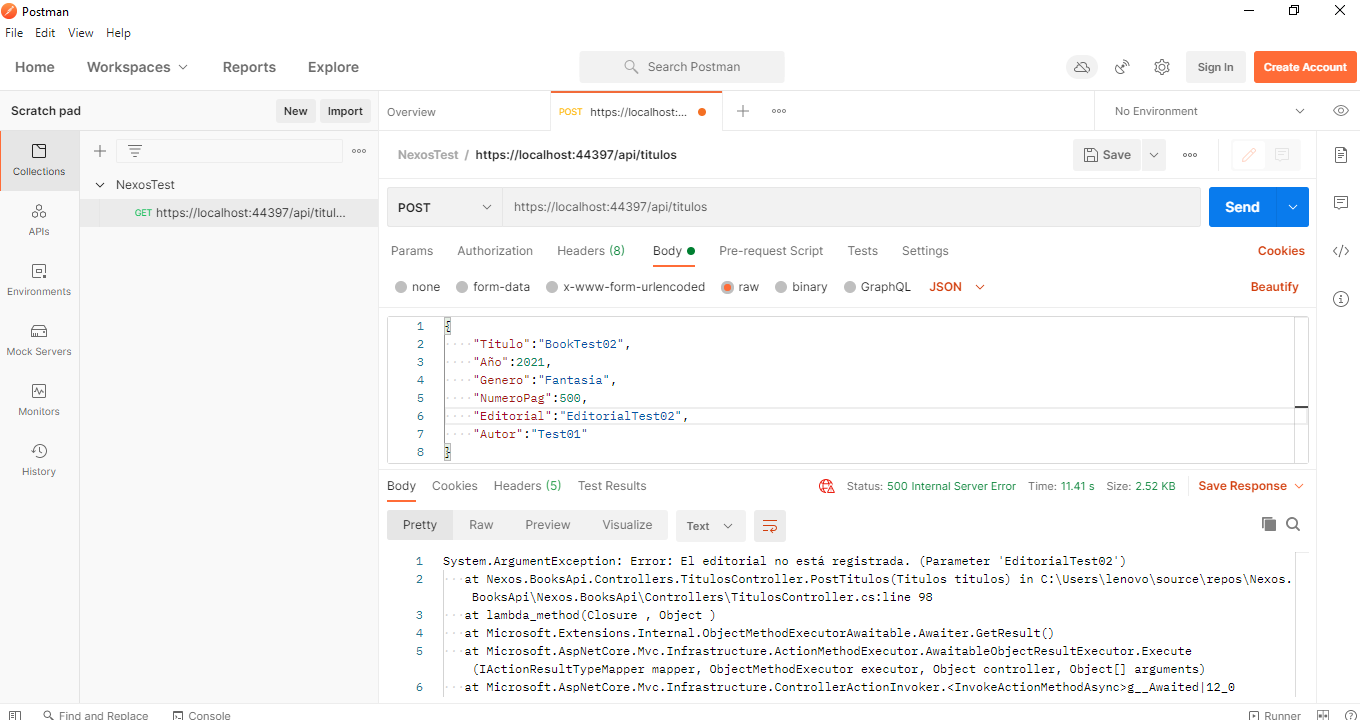 Postman
File Edit View Help
Home Workspaces Reports Explore Search Postman Sign In Create Account
Scratch pad New Import Overview POST https://localhost:... No Environment
NexosTest / https://localhost:44397/api/titulos Save
Collections
NexosTest
GET https://localhost:44397/api/titul...
POST https://localhost:44397/api/titulos Send
APIs
Environments
Mock Servers
Monitors
History
Params Authorization Headers (8) Body Pre-request Script Tests Settings Cookies
none form-data x-www-form-urlencoded raw binary GraphQL JSON Beautify
1 {
2 "Titulo":"BookTest02",
3 "Año":2021,
4 "Genero":"Fantasia",
5 "NumeroPag":500,
6 "Editorial":"EditorialTest02",
7 "Autor":"Test01"
8 }
Body Cookies Headers (5) Test Results Status: 500 Internal Server Error Time: 11.41 s Size: 2.52 KB Save Response
Pretty Raw Preview Visualize Text
1 System.ArgumentException: Error: El editorial no está registrada. (Parameter 'EditorialTest02')
2 at Nexos.BooksApi.Controllers.TitulosController.PostTitulos(Titulos titulos) in C:\Users\lenovo\source\repos\Nexos.
BooksApi\Nexos.BooksApi\Controllers\TitulosController.cs:line 98
3 at lambda_method(Closure , Object )
4 at Microsoft.Extensions.Internal.ObjectMethodExecutorAwaitable.Awaiter.GetResult()
5 at Microsoft.AspNetCore.Mvc.Infrastructure.ActionMethodExecutor.AwaitableObjectResultExecutor.Execute
(IActionResultTypeMapper mapper, ObjectMethodExecutor executor, Object controller, Object[] arguments)
6 at Microsoft.AspNetCore.Mvc.Infrastructure.ControllerActionInvoker.<InvokeActionMethodAsync>g__Awaited|12_0
Find and Replace Console Runner